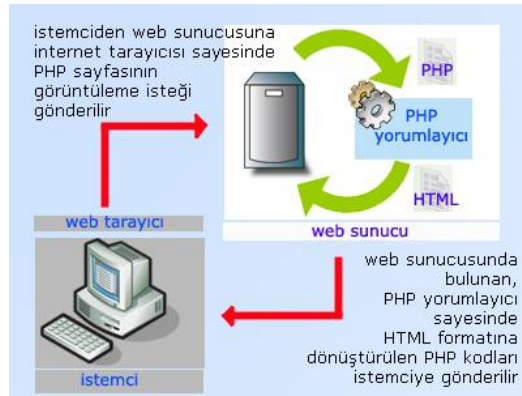 istemciden web sunucusuna
internet tarayıcısı sayesinde
PHP sayfasının
görüntüleme isteği
gönderilir
PHP
PHP
yorumlayıcı
HTML
web sunucu
web tarayıcı
istemci
web sunucusunda
bulunan,
PHP yorumlayıcı
sayesinde
HTML formatına
dönüştürülen PHP kodları
istemciye gönderilir